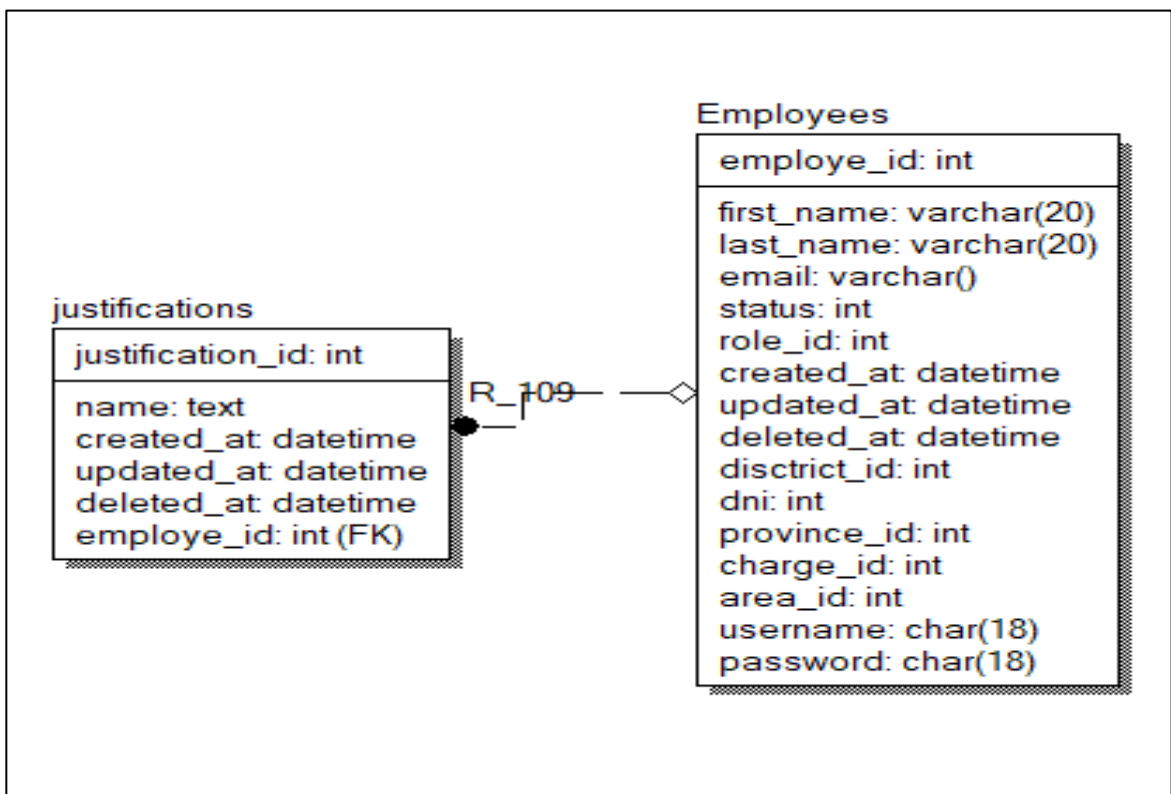 justifications
justification_id: int
name: text
created_at: datetime
updated_at: datetime
deleted_at: datetime
employe_id: int (FK)
R_109
Employees
employe_id: int
first_name: varchar(20)
last_name: varchar(20)
email: varchar()
status: int
role_id: int
created_at: datetime
updated_at: datetime
deleted_at: datetime
disctrict_id: int
dni: int
province_id: int
charge_id: int
area_id: int
username: char(18)
password: char(18)